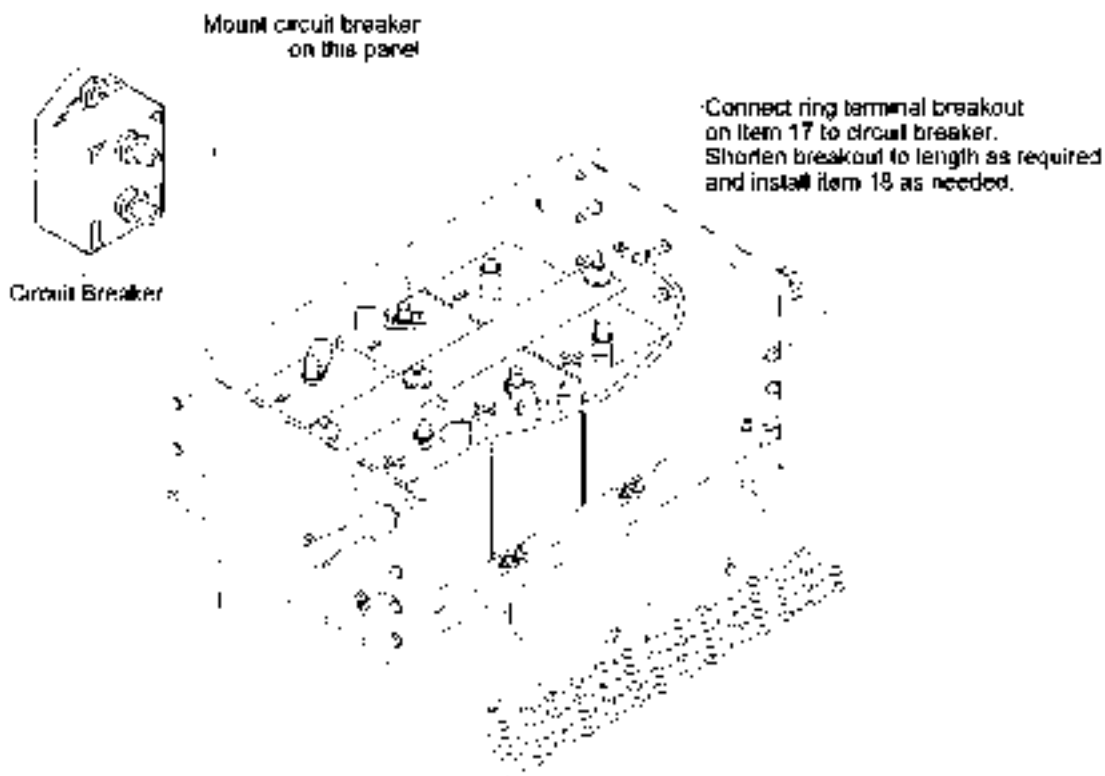 Mount circuit breaker
on this panel
Connect ring terminal breakout
on item 17 to circuit breaker.
Shorten breakout to length as required
and install item 18 as needed.
Circuit Breaker